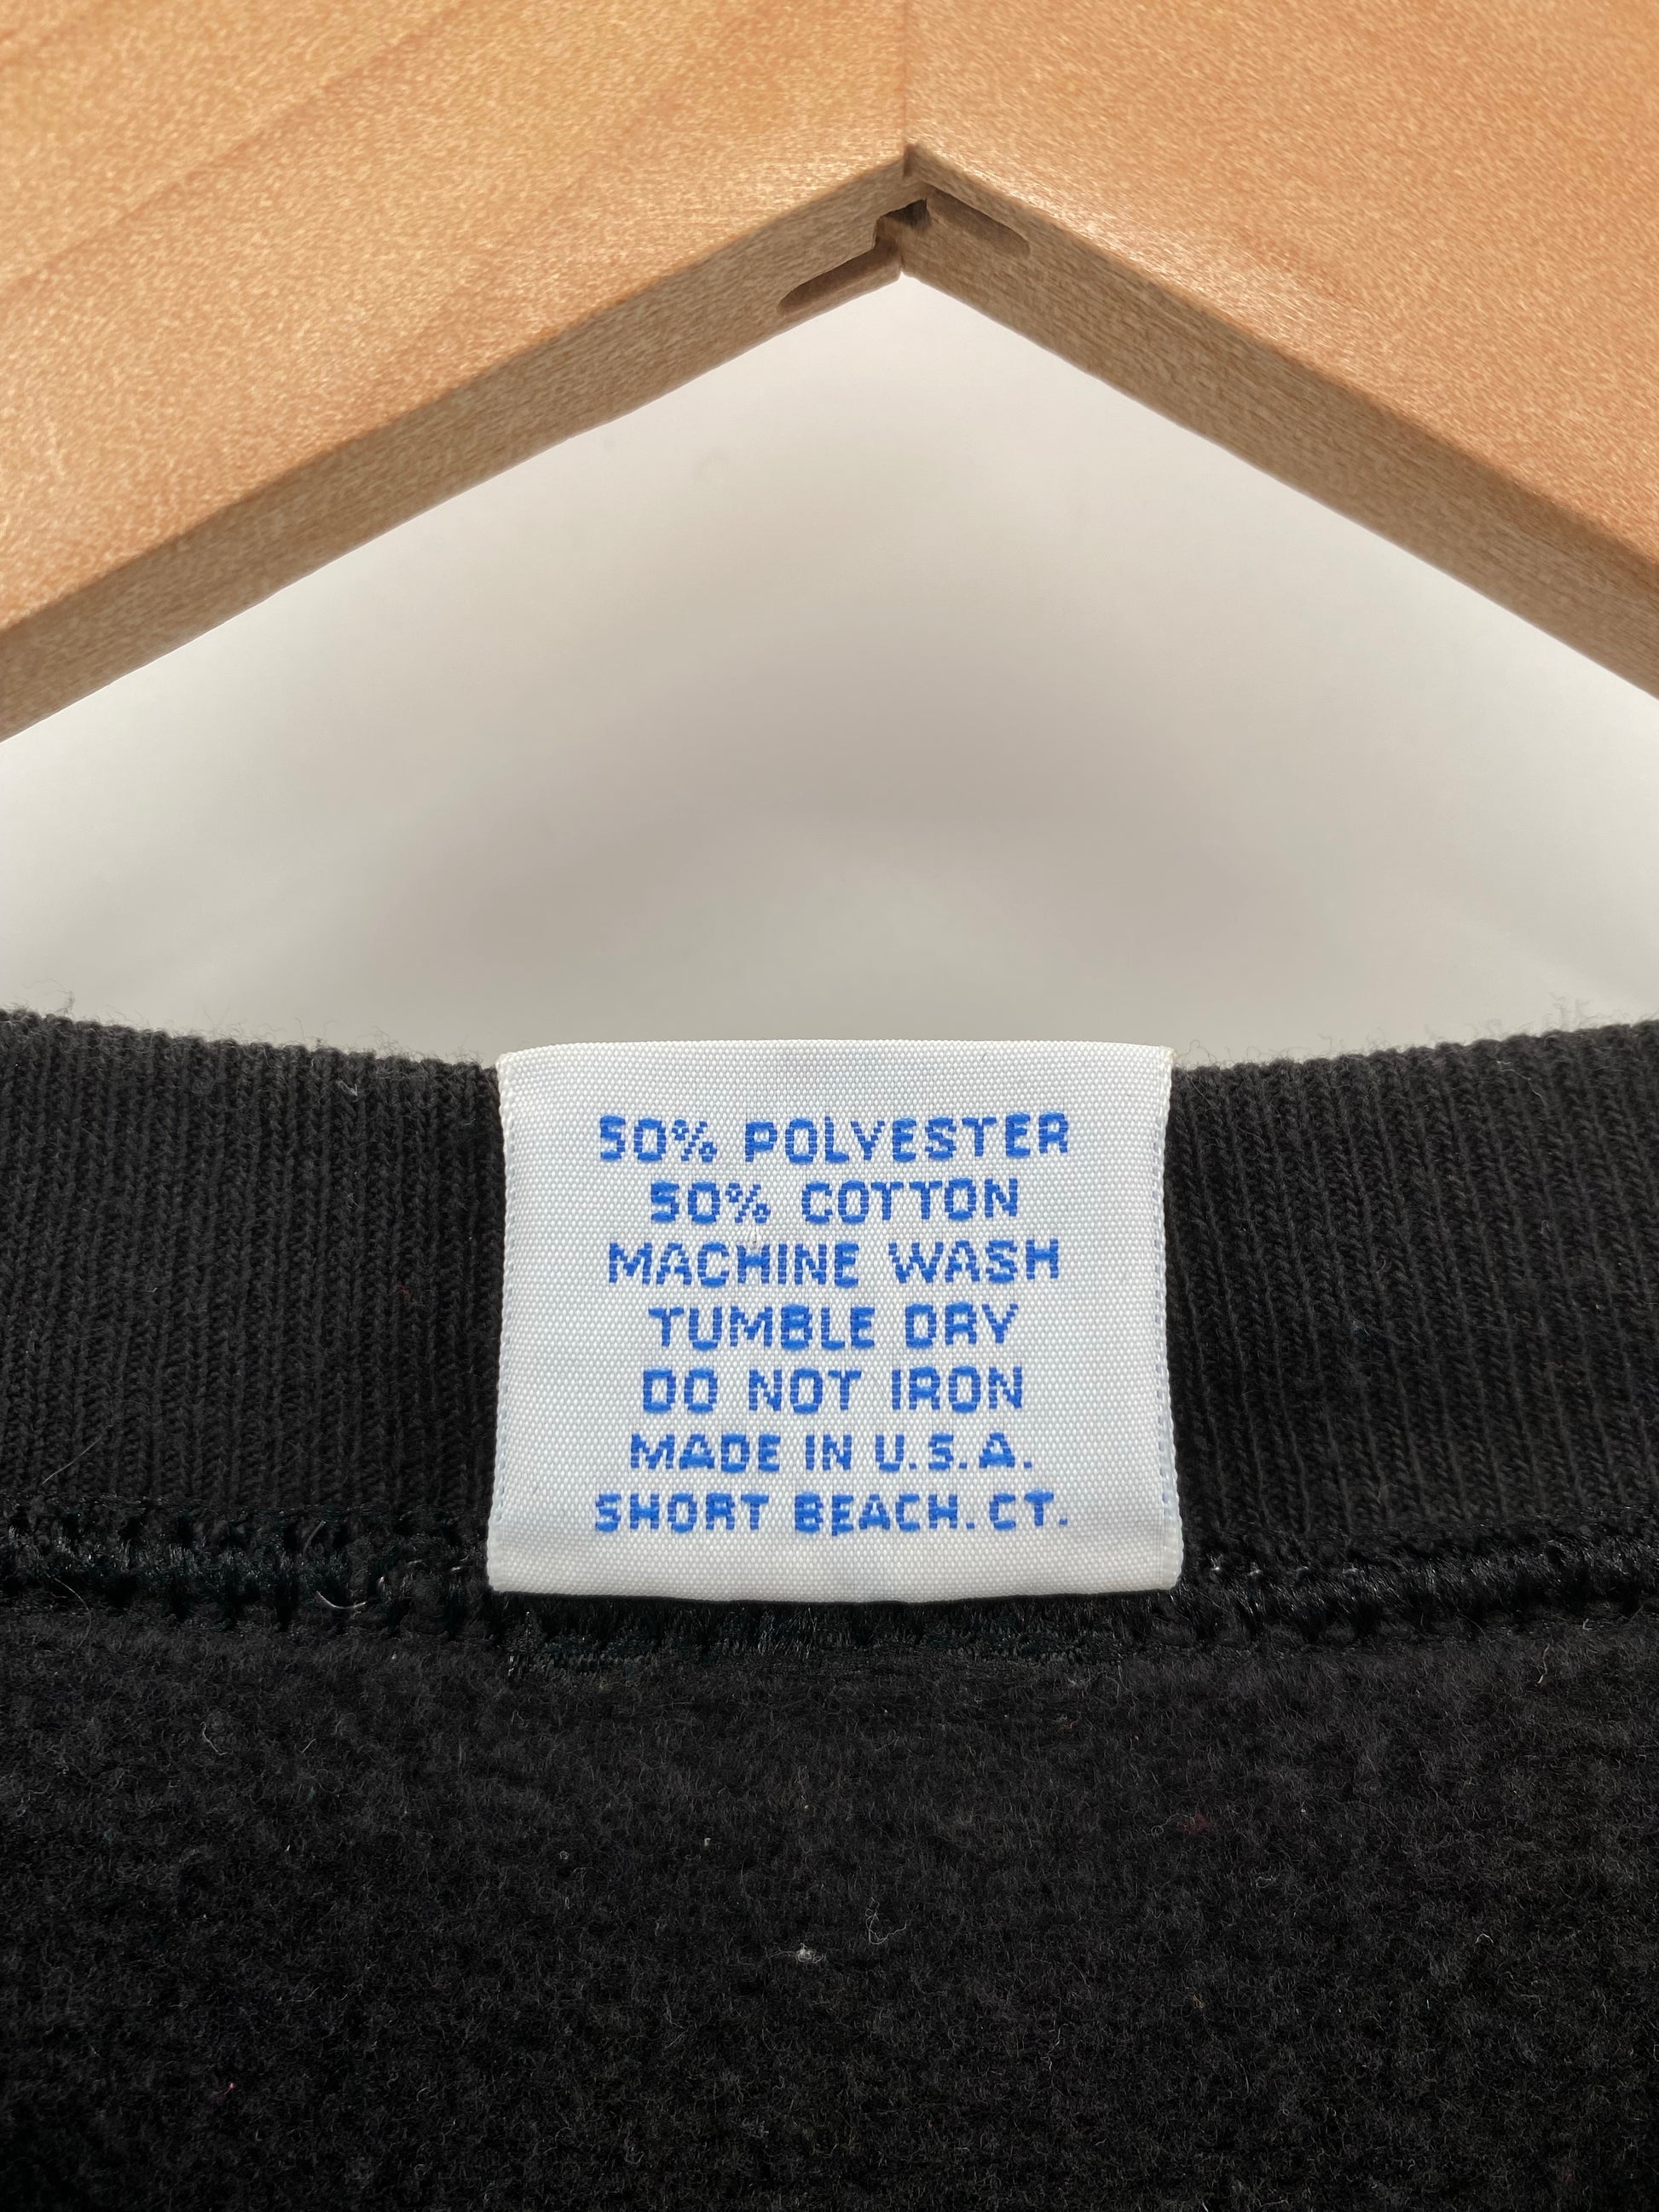 50% POLYESTER
50% COTTON
MACHINE WASH
TUMBLE DRY
DO NOT IRON
MADE IN U.S.A.
SHORT BEACH. CT.